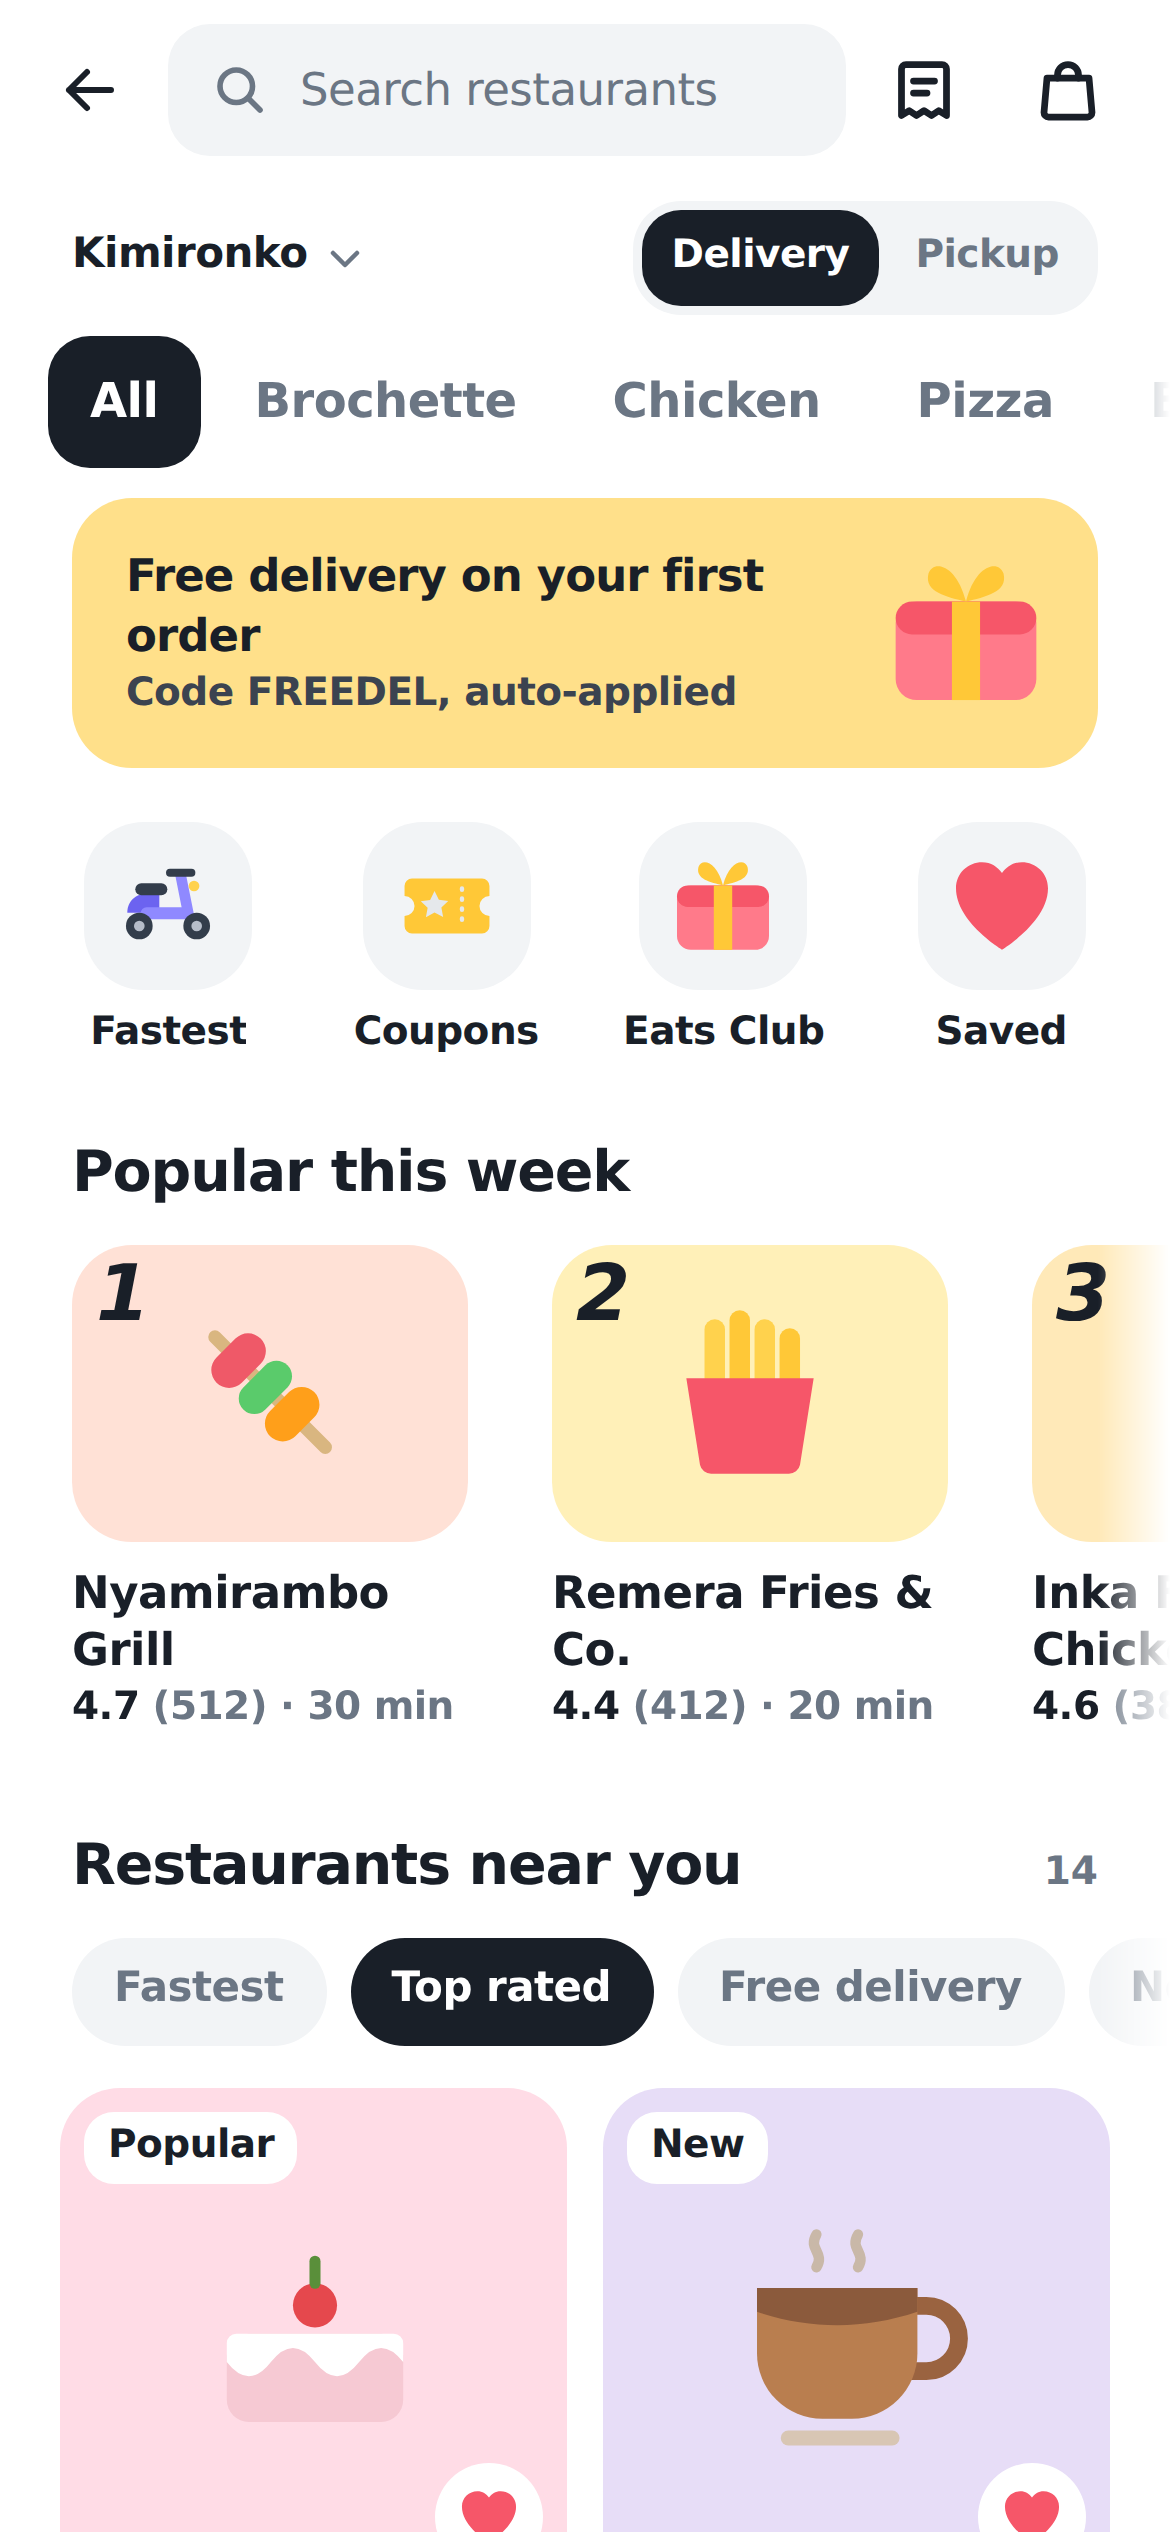 Search restaurants
Kimironko
Delivery
Pickup
All
Brochette
Chicken
Pizza
Free delivery on your first
order
Code FREEDEL, auto-applied
Fastest
Coupons
Eats Club
Saved
Popular this week
1
2
3
Nyamirambo
Grill
4.7 (512) · 30 min
Remera Fries &
Co.
4.4 (412) · 20 min
Inka
4.6
Restaurants near you
14
Fastest
Top rated
Free delivery
Popular
New